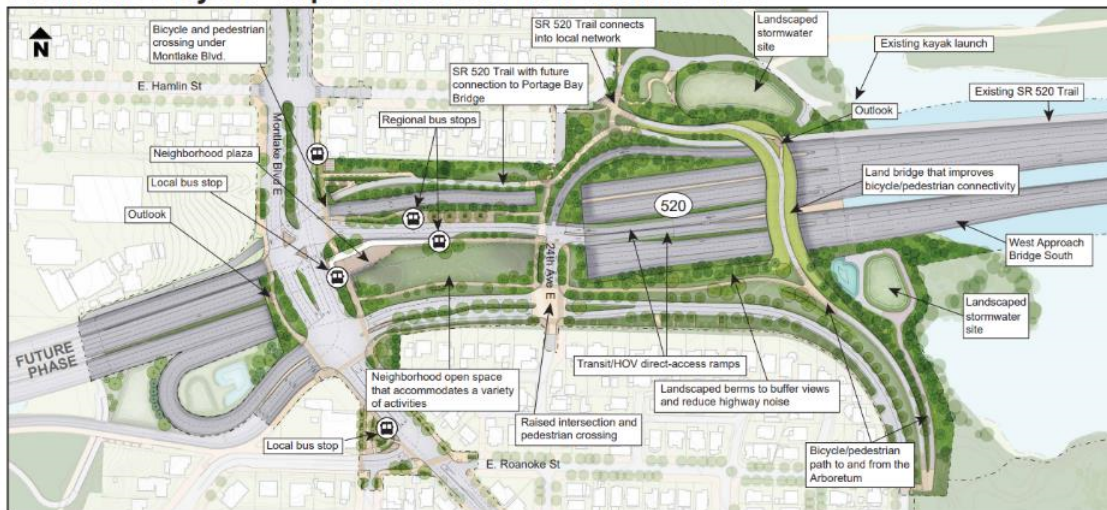 N
Bicycle and pedestrian
crossing under
Montlake Blvd.
SR 520 Trail connects
into local network
Landscaped
stormwater
site
Existing kayak launch
E. Hamlin St
SR 520 Trail with future
connection to Portage Bay
Bridge
Existing SR 520 Trail
Outlook
Regional bus stops
Montlake Blvd E
Neighborhood plaza
Local bus stop
Outlook
520
Land bridge that improves
bicycle/pedestrian connectivity
24th Ave E
West Approach
Bridge South
Landscaped
stormwater
site
FUTURE
PHASE
Transit/HOV direct-access ramps
Neighborhood open space
that accommodates a variety
of activities
Landscaped berms to buffer views
and reduce highway noise
Raised intersection and
pedestrian crossing
Local bus stop
Bicycle/pedestrian
path to and from the
Arboretum
E. Roanoke St